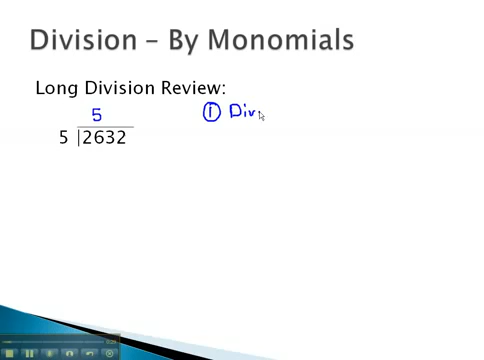 Division – By Monomials
Long Division Review:
5
① Div
5 2632